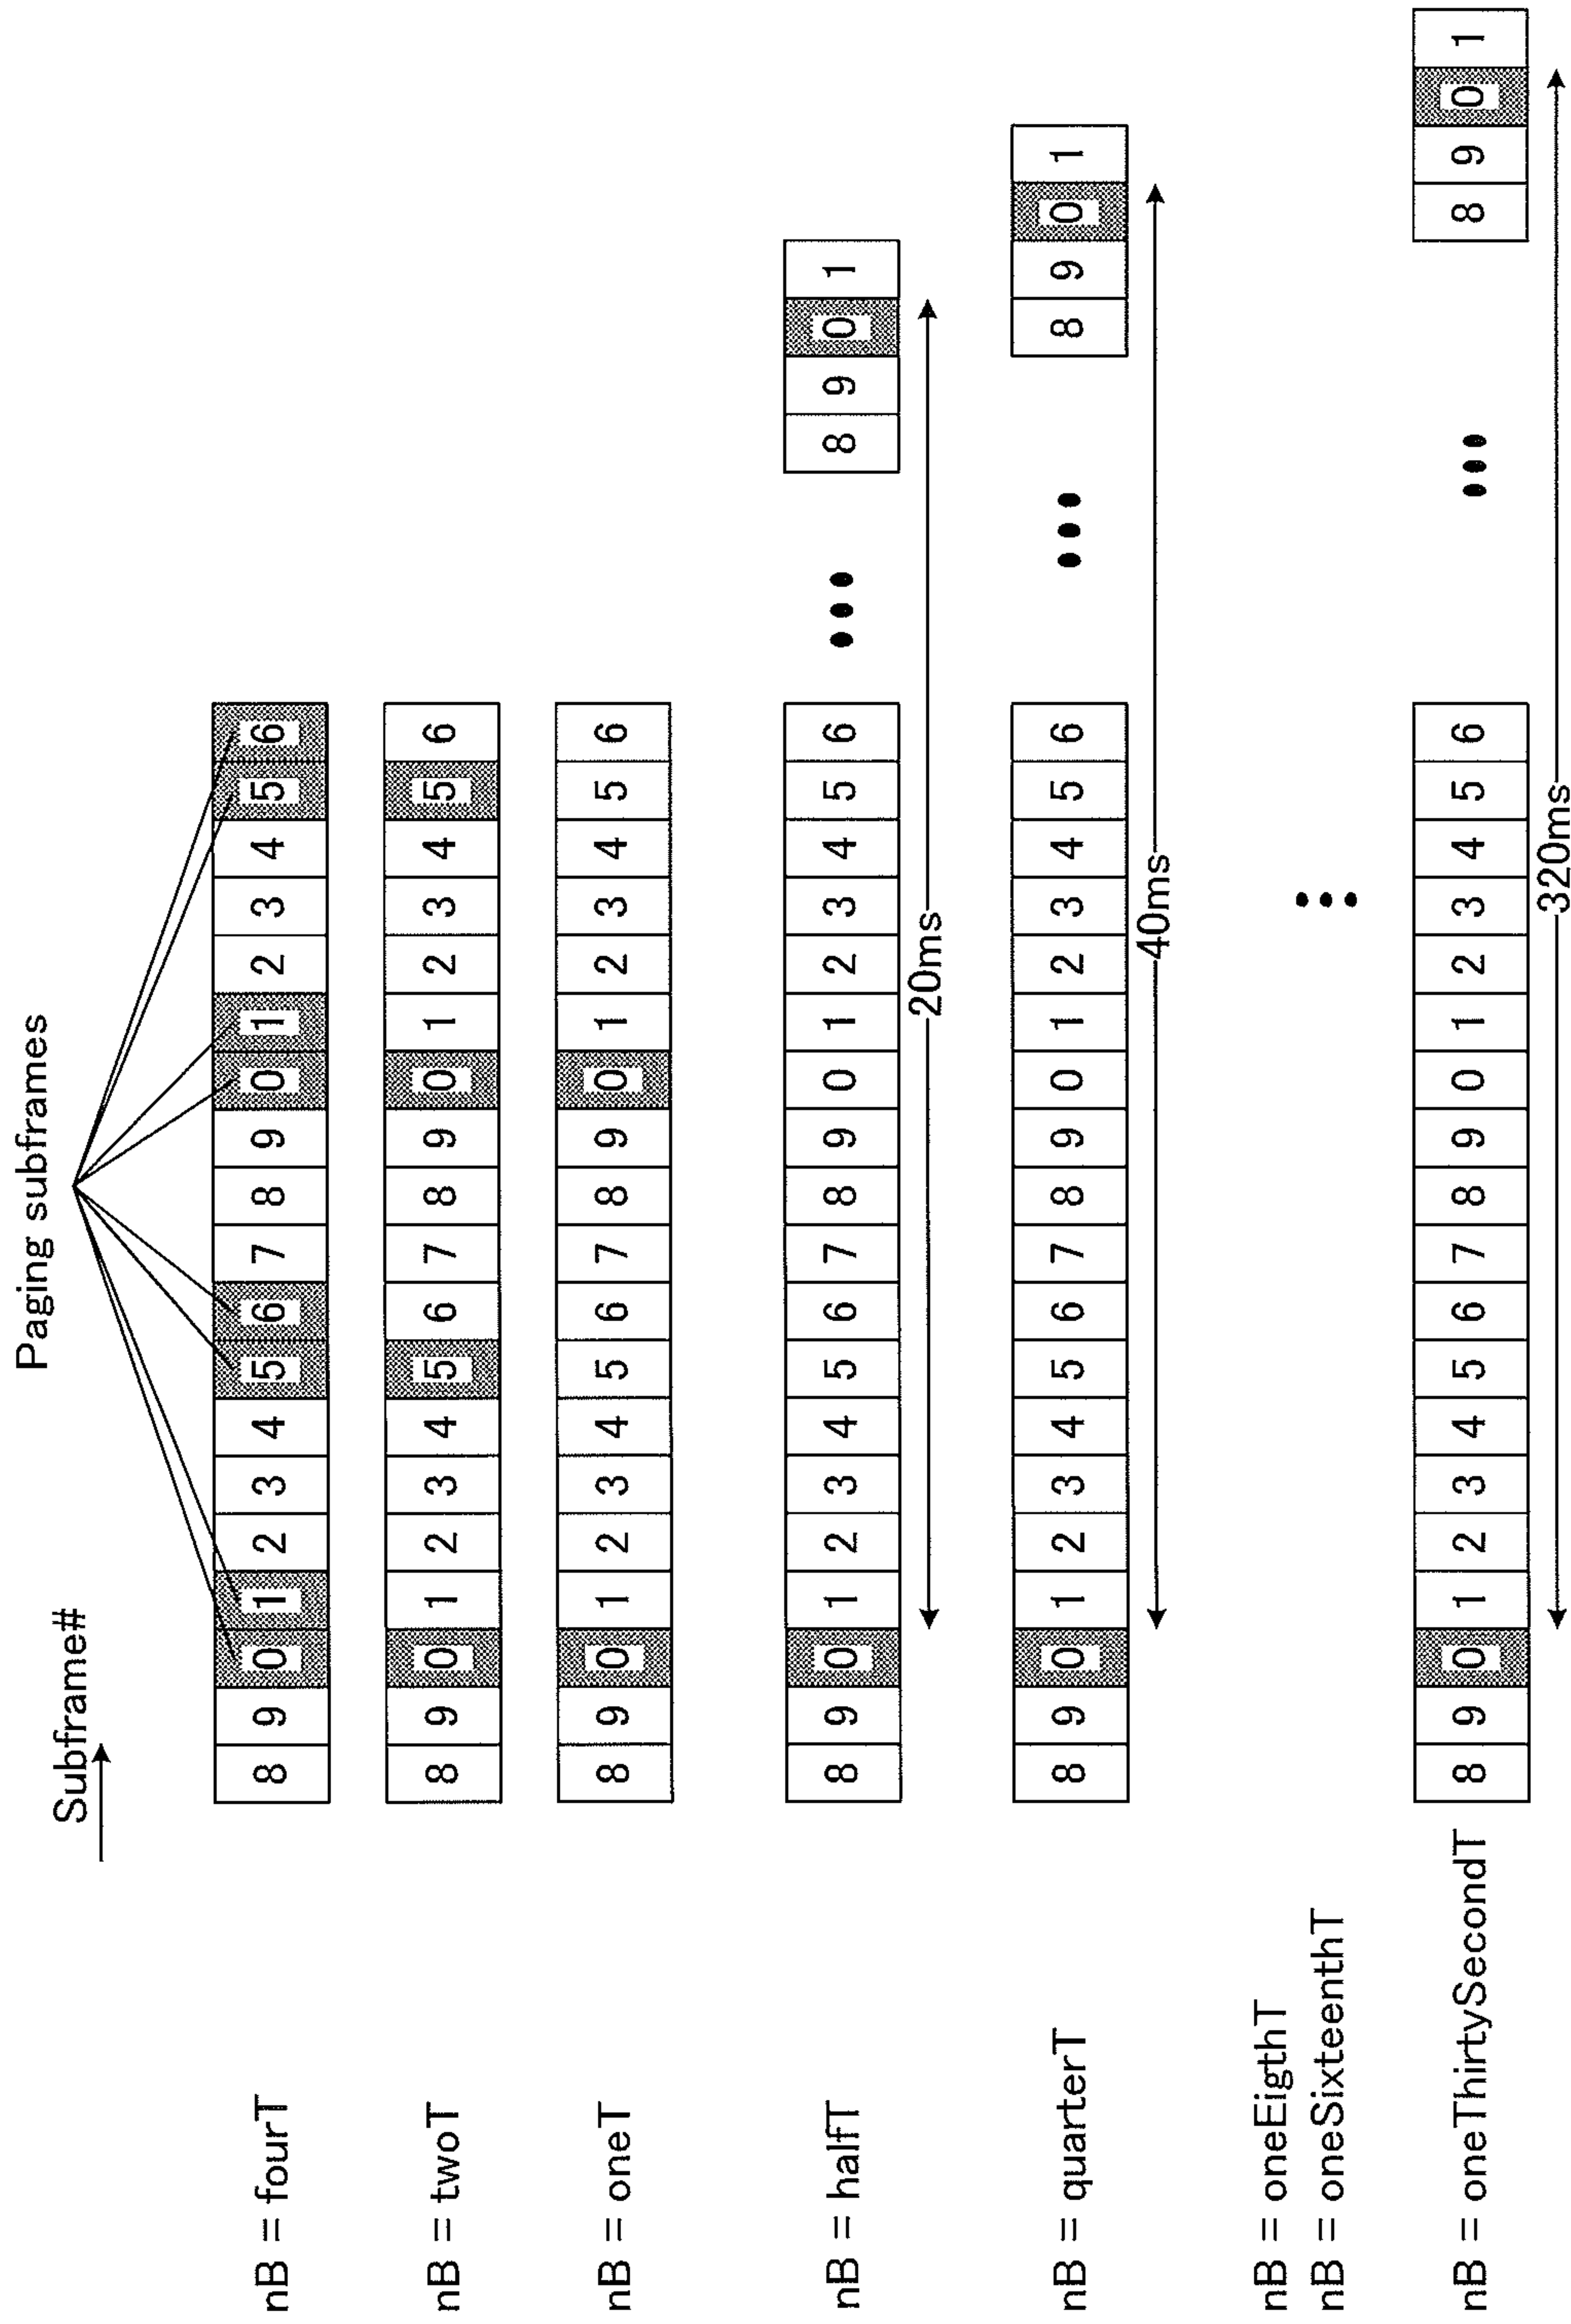 Paging subframes
Subframe#
nB = fourT 8 9 0 1 2 3 4 5 6 7 8 9 0 1 2 3 4 5 6
nB = twoT 8 9 0 1 2 3 4 5 6 7 8 9 0 1 2 3 4 5 6
nB = oneT 8 9 0 1 2 3 4 5 6 7 8 9 0 1 2 3 4 5 6
nB = halfT 8 9 0 1 2 3 4 5 6 7 8 9 0 1 2 3 4 5 6 ••• 8 9 0 1
20ms
nB = quarterT 8 9 0 1 2 3 4 5 6 7 8 9 0 1 2 3 4 5 6 ••• 8 9 0 1
40ms
nB = oneEigthT
nB = oneSixteenthT
nB = oneThirtySecondT 8 9 0 1 2 3 4 5 6 7 8 9 0 1 2 3 4 5 6 ••• 8 9 0 1
320ms